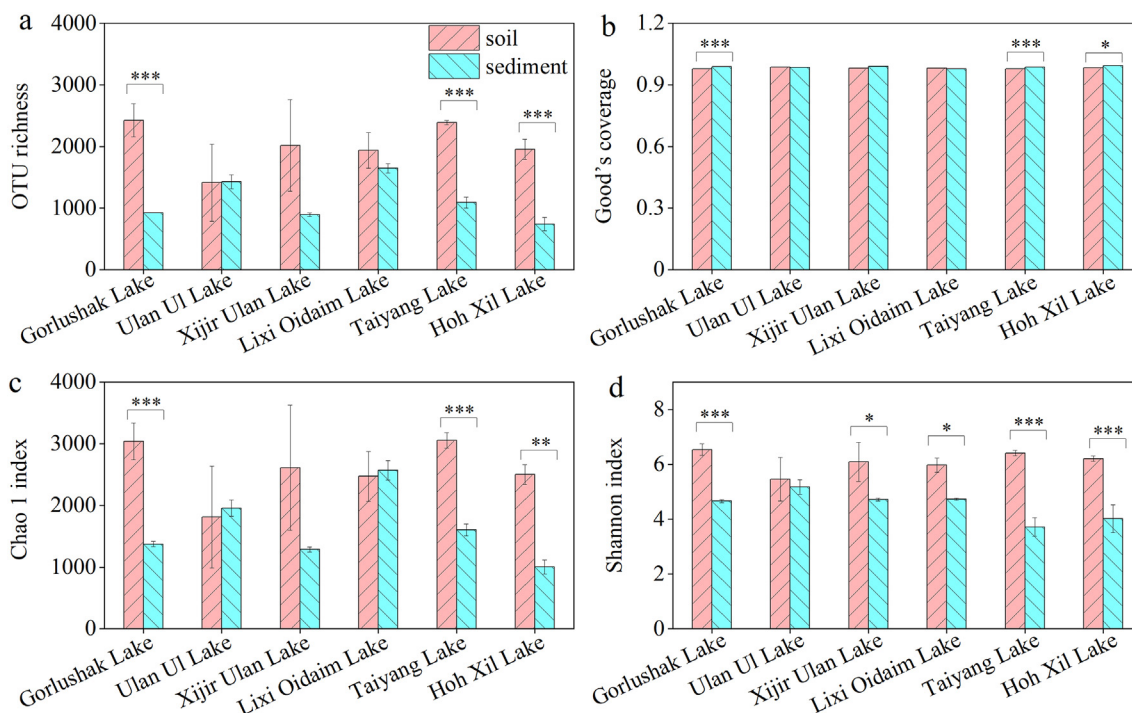 a
4000
3000
2000
1000
0
OTU richness
soil
sediment
***
***
***
Gorlushak Lake
Ulan Ul Lake
Xijir Ulan Lake
Lixi Oidaim Lake
Taiyang Lake
Hoh Xil Lake
b
1.2
0.9
0.6
0.3
0
Good's coverage
***
***
*
Gorlushak Lake
Ulan Ul Lake
Xijir Ulan Lake
Lixi Oidaim Lake
Taiyang Lake
Hoh Xil Lake
c
4000
3000
2000
1000
0
Chao 1 index
***
***
**
Gorlushak Lake
Ulan Ul Lake
Xijir Ulan Lake
Lixi Oidaim Lake
Taiyang Lake
Hoh Xil Lake
d
8
6
4
2
0
Shannon index
***
*
*
***
***
Gorlushak Lake
Ulan Ul Lake
Xijir Ulan Lake
Lixi Oidaim Lake
Taiyang Lake
Hoh Xil Lake